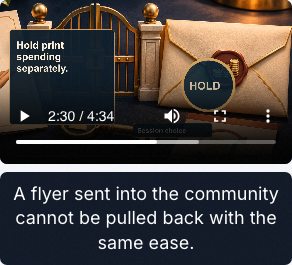 Hold print
spending
separately.
HOLD
2:30 / 4:34
Session choice
A flyer sent into the community
cannot be pulled back with the
same ease.